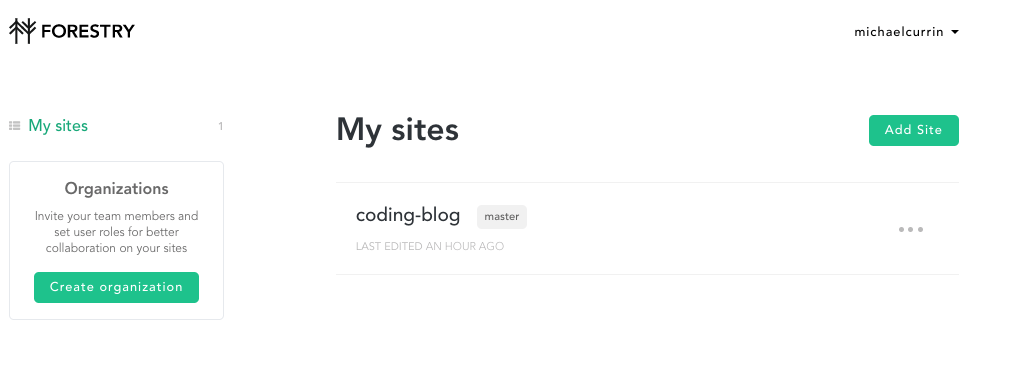 FORESTRY
michaelcurrin
My sites 1
Organizations
Invite your team members and
set user roles for better
collaboration on your sites
Create organization
My sites
Add Site
coding-blog master
LAST EDITED AN HOUR AGO